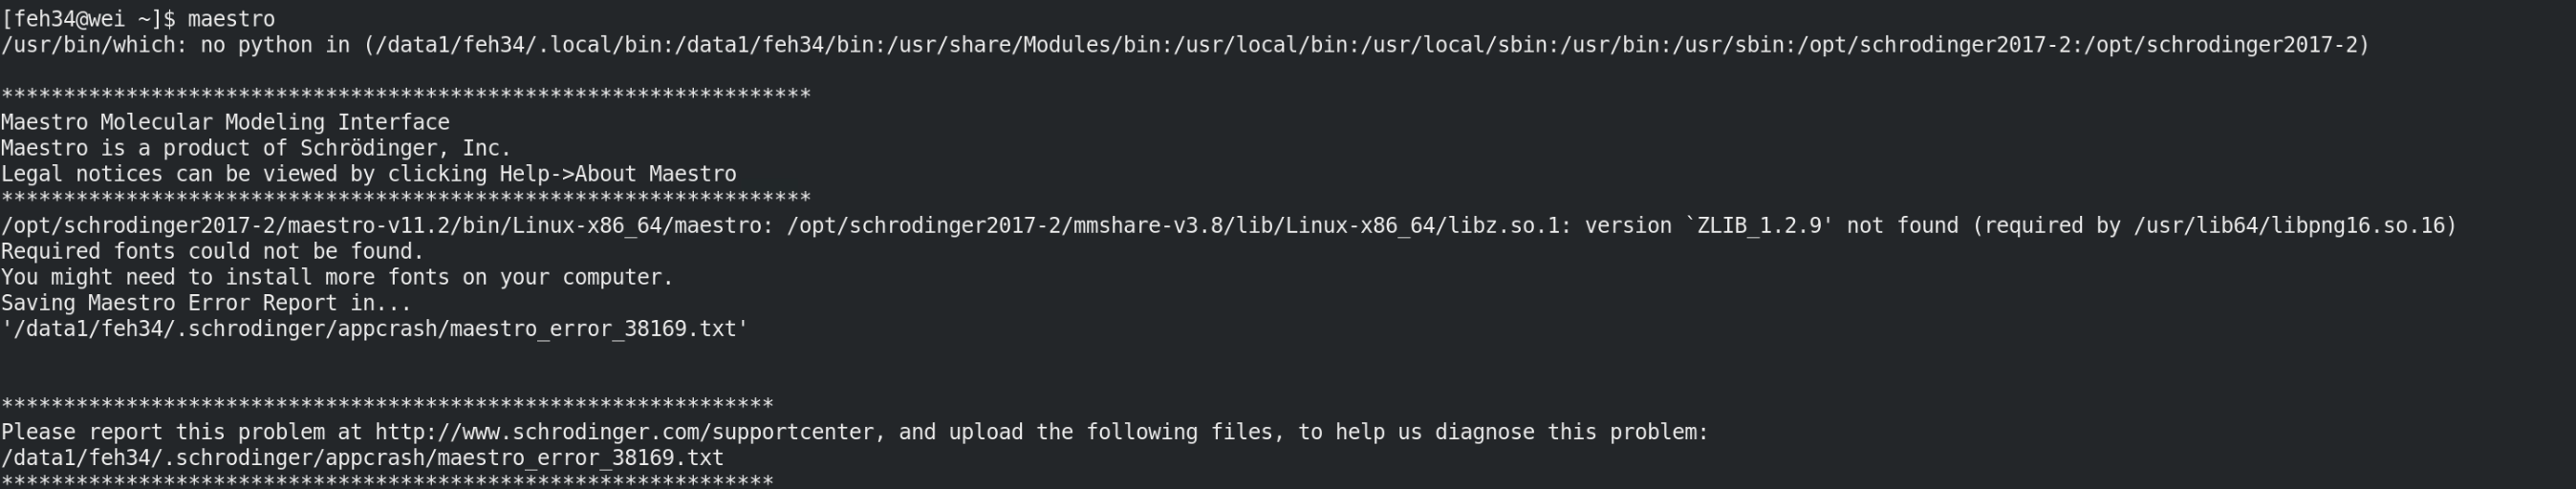 [feh34@wei ~]$ maestro
/usr/bin/which: no python in (/data1/feh34/.local/bin:/data1/feh34/bin:/usr/share/Modules/bin:/usr/local/bin:/usr/local/sbin:/usr/bin:/usr/sbin:/opt/schrodinger2017-2:/opt/schrodinger2017-2)
*****************************************************************
Maestro Molecular Modeling Interface
Maestro is a product of Schrödinger, Inc.
Legal notices can be viewed by clicking Help->About Maestro
*****************************************************************
/opt/schrodinger2017-2/maestro-v11.2/bin/Linux-x86_64/maestro: /opt/schrodinger2017-2/mmshare-v3.8/lib/Linux-x86_64/libz.so.1: version `ZLIB_1.2.9' not found (required by /usr/lib64/libpng16.so.16)
Required fonts could not be found.
You might need to install more fonts on your computer.
Saving Maestro Error Report in...
'/data1/feh34/.schrodinger/appcrash/maestro_error_38169.txt'
**************************************************************
Please report this problem at http://www.schrodinger.com/supportcenter, and upload the following files, to help us diagnose this problem:
/data1/feh34/.schrodinger/appcrash/maestro_error_38169.txt
**************************************************************